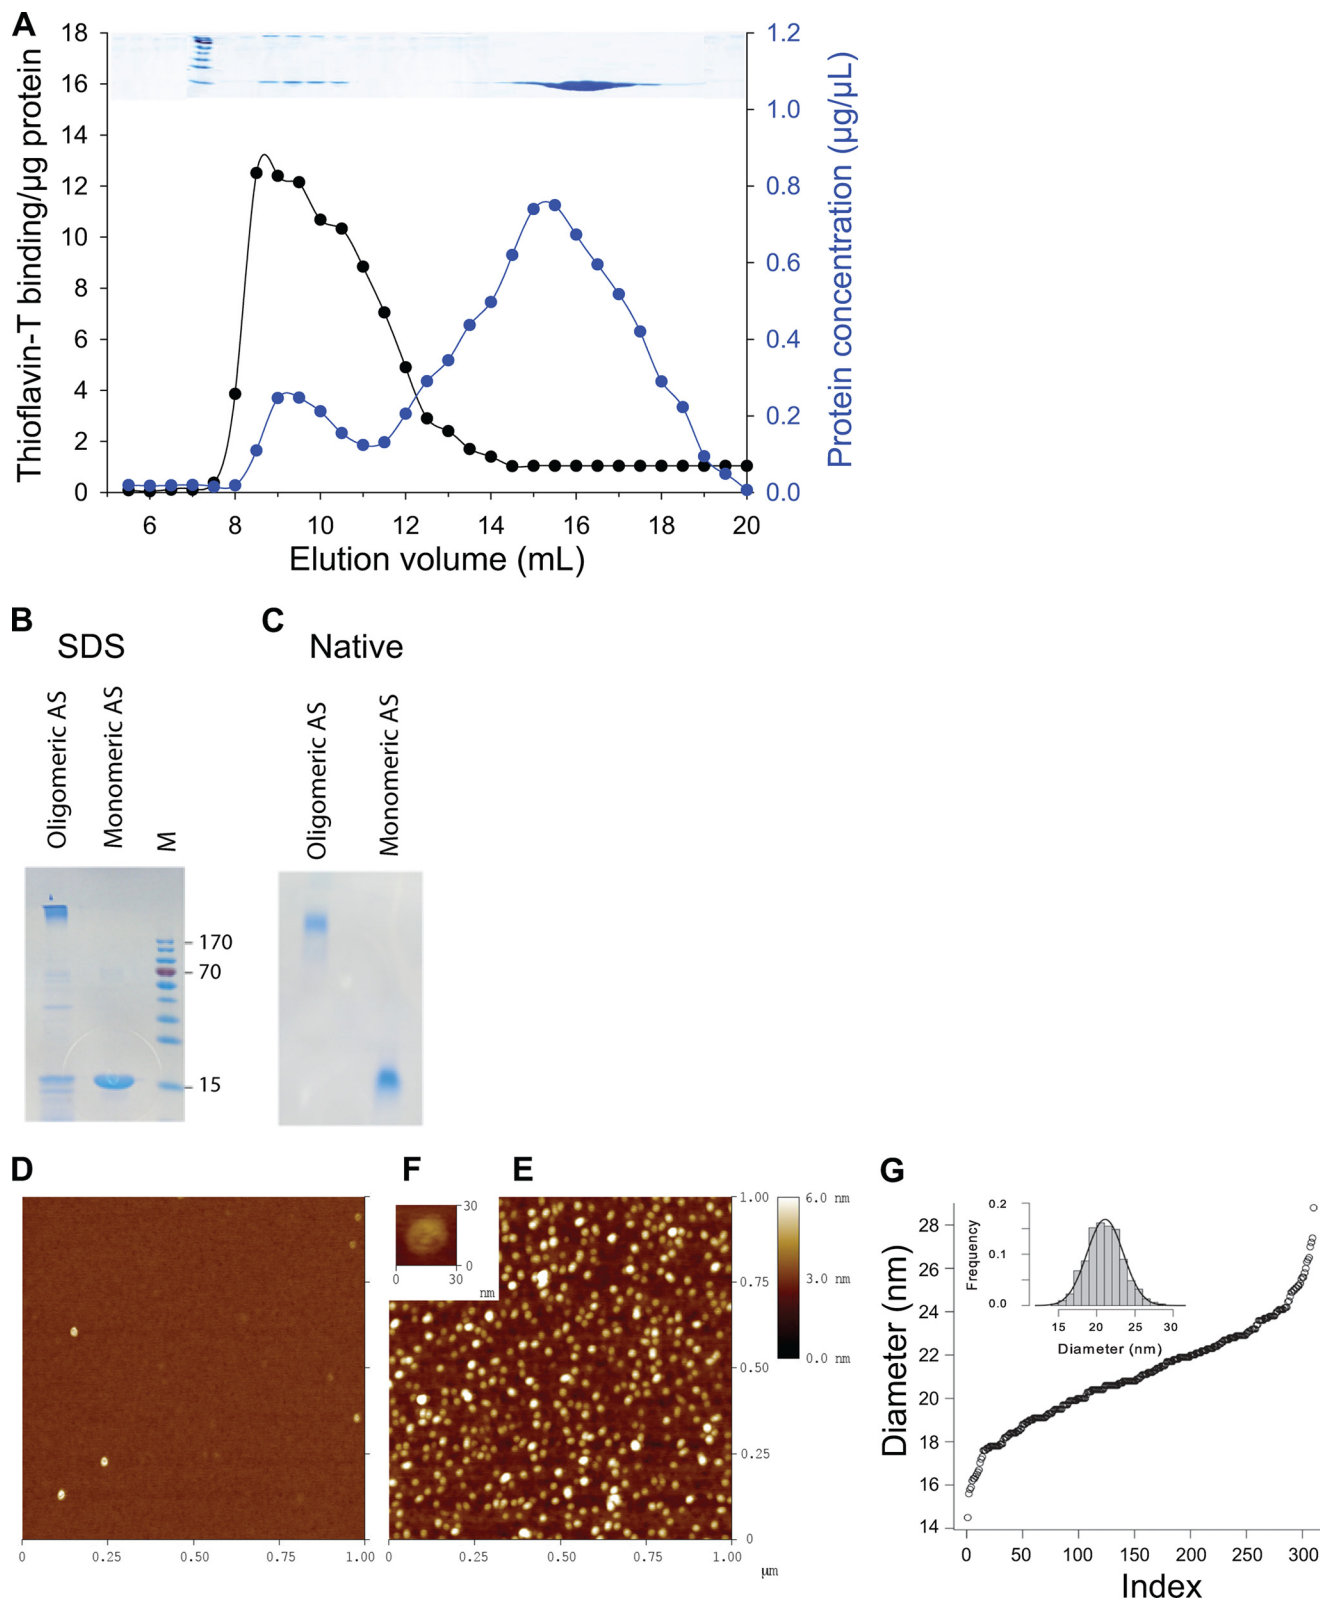 A
18
16
14
12
10
8
6
4
2
0
Thioflavin-T binding/µg protein
1.2
1.0
0.8
0.6
0.4
0.2
0.0
Protein concentration (µg/µL)
6 8 10 12 14 16 18 20
Elution volume (mL)
B
SDS
Oligomeric AS
Monomeric AS
M
170
70
15
C
Native
Oligomeric AS
Monomeric AS
D
0 0.25 0.50 0.75 1.00
F
30
0
0 30
nm
E
1.00
0.75
0.50
0.25
0
0 0.25 0.50 0.75 1.00
µm
6.0 nm
3.0 nm
0.0 nm
G
28
26
24
22
20
18
16
14
Diameter (nm)
0 50 100 150 200 250 300
Index
0.2
0.1
0.0
Frequency
15 20 25 30
Diameter (nm)